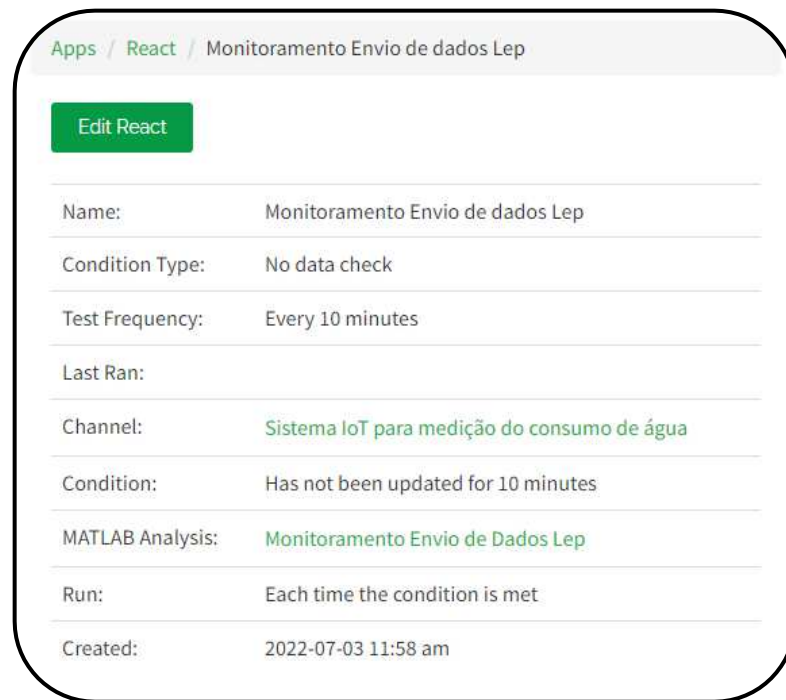 Apps / React / Monitoramento Envio de dados Lep
Edit React
Name: Monitoramento Envio de dados Lep
Condition Type: No data check
Test Frequency: Every 10 minutes
Last Ran:
Channel: Sistema IoT para medição do consumo de água
Condition: Has not been updated for 10 minutes
MATLAB Analysis: Monitoramento Envio de Dados Lep
Run: Each time the condition is met
Created: 2022-07-03 11:58 am